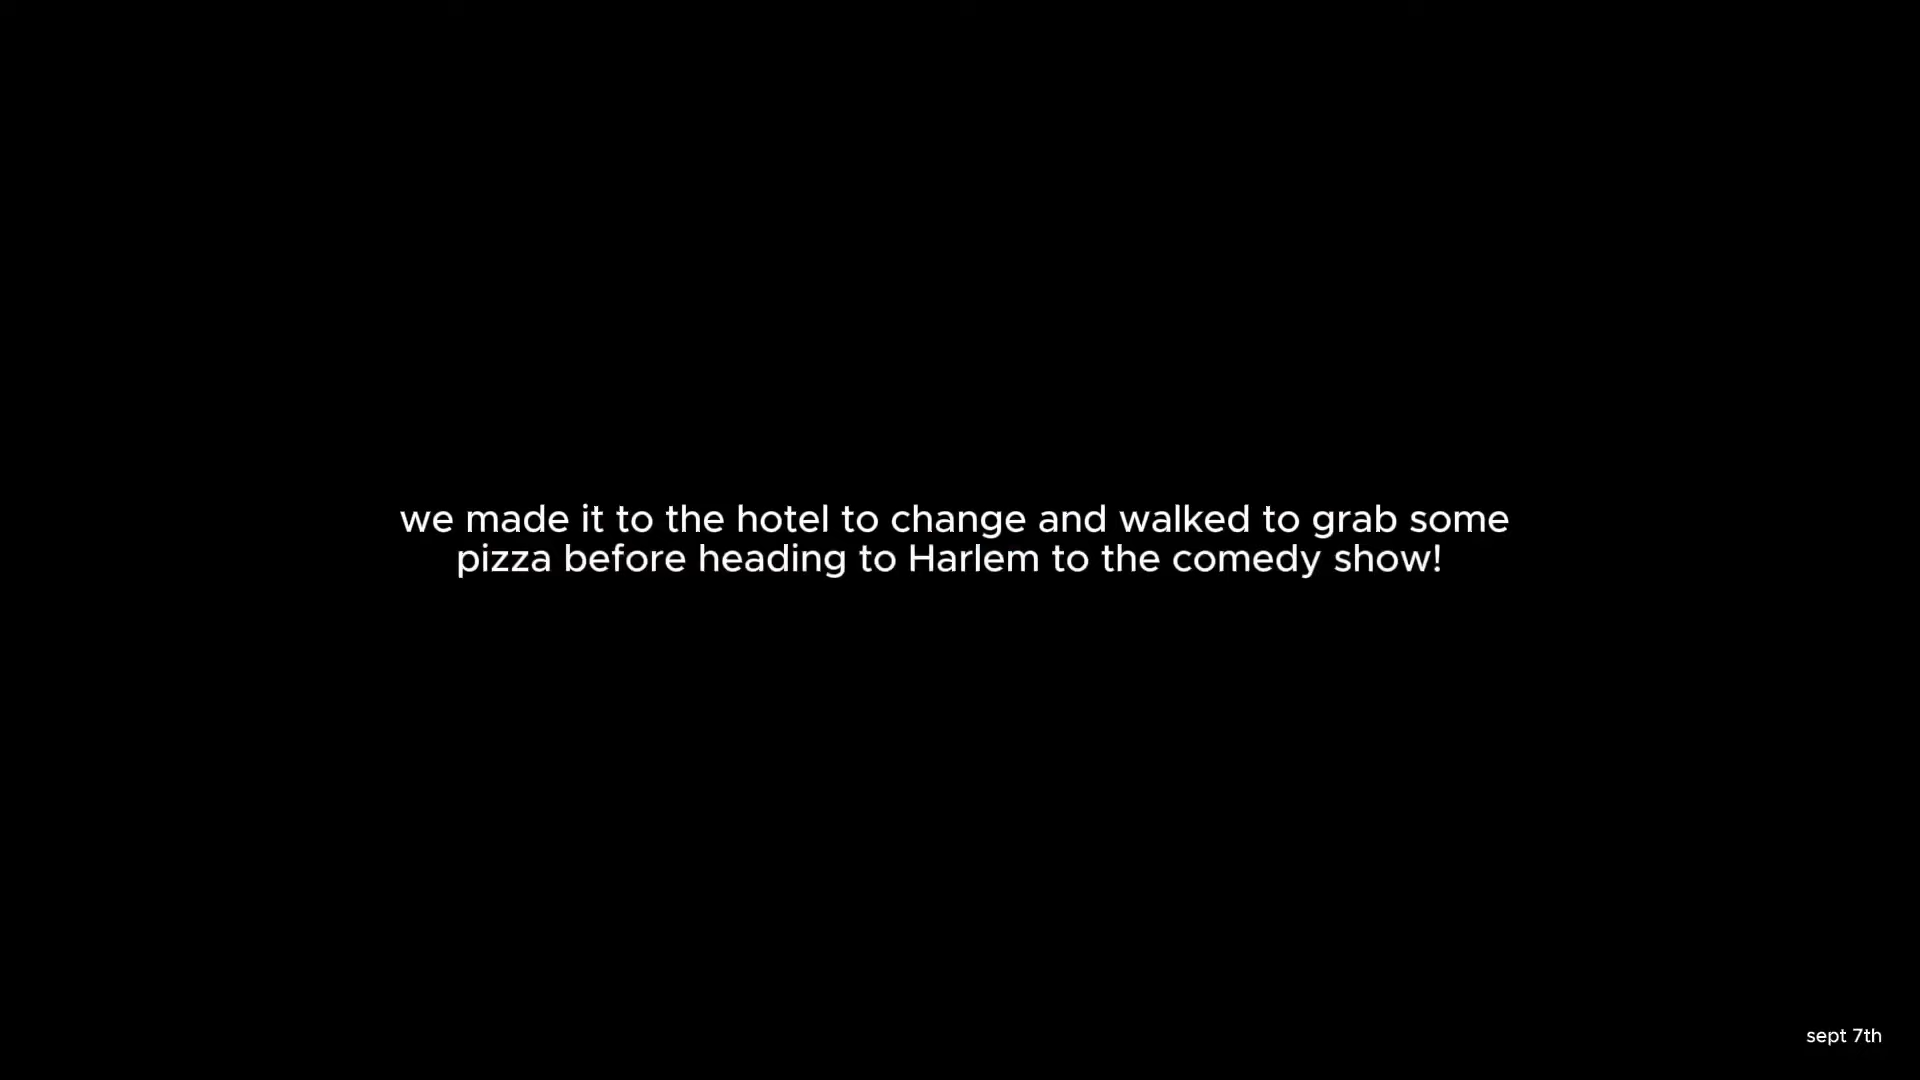 we made it to the hotel to change and walked to grab some
pizza before heading to Harlem to the comedy show!
sept 7th